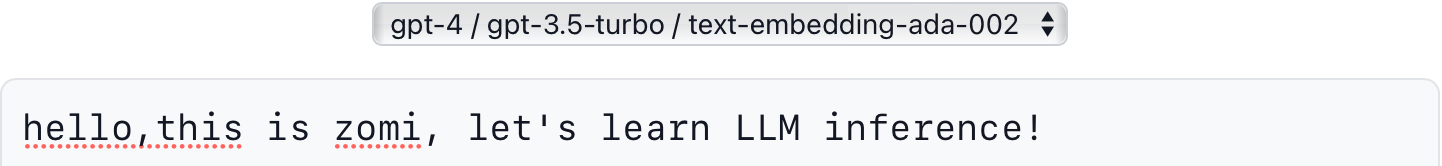 gpt-4 / gpt-3.5-turbo / text-embedding-ada-002
hello,this is zomi, let's learn LLM inference!